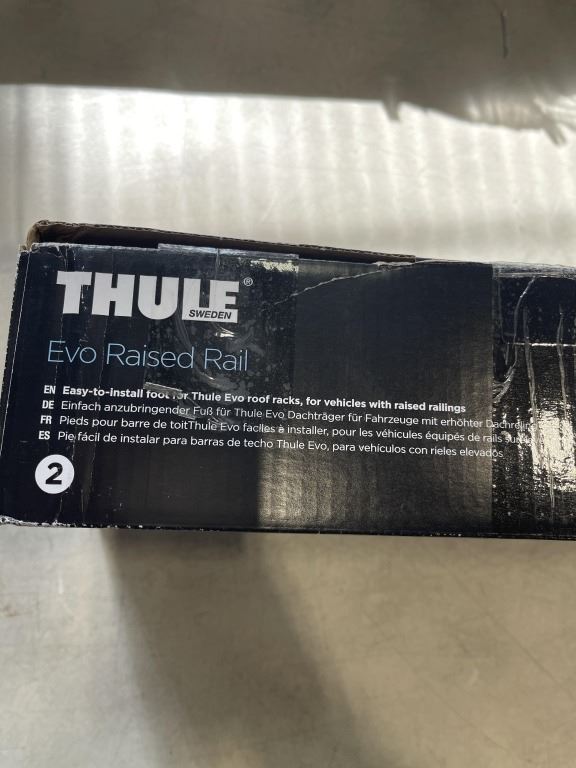 THULE®
SWEDEN
Evo Raised Rail
EN Easy-to-install foot for Thule Evo roof racks, for vehicles with raised railings
DE Einfach anzubringender Fuß für Thule Evo Dachträger für Fahrzeuge mit erhöhter
FR Pieds pour barre de toitThule Evo faciles à installer, pour les véhicules équipés de rails
ES Pie fácil de instalar para barras de techo Thule Evo, para vehículos con rieles elevados
2